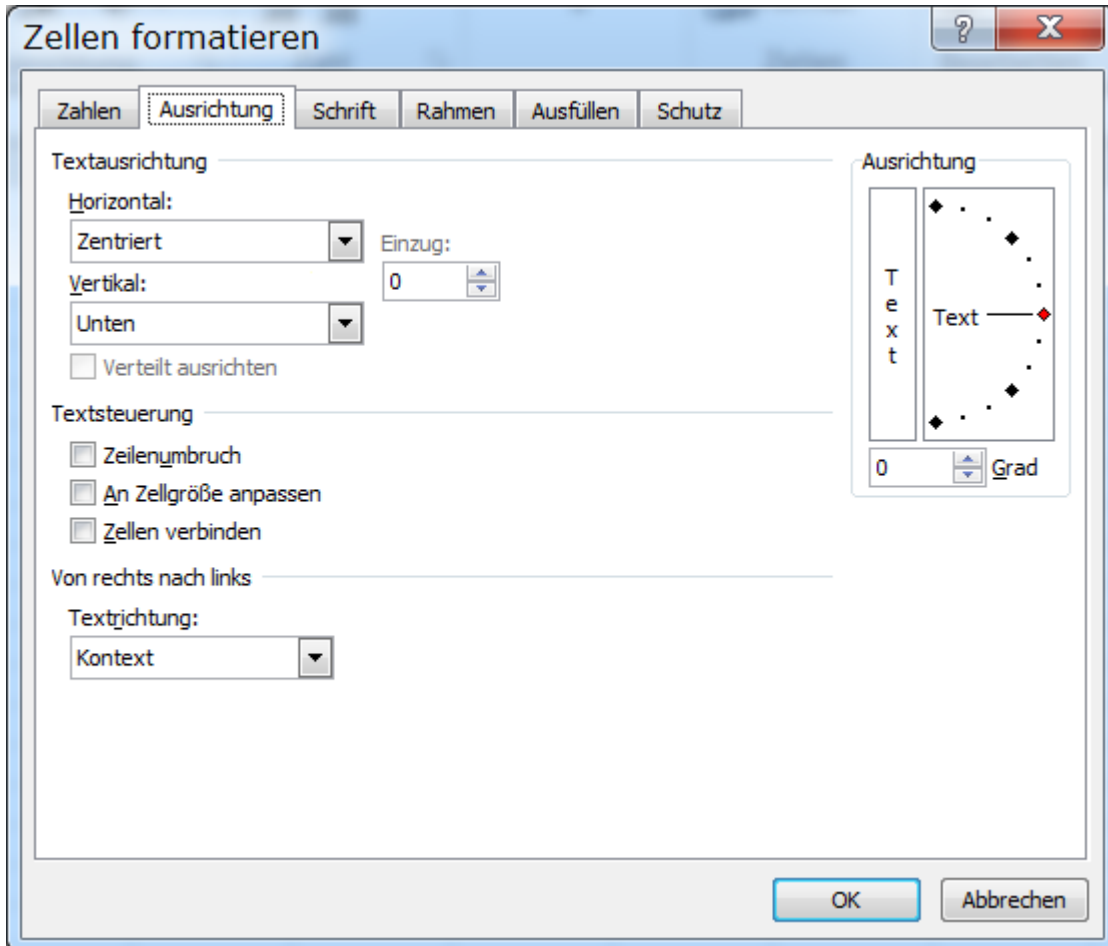 Zellen formatieren
Zahlen Ausrichtung Schrift Rahmen Ausfüllen Schutz
Textausrichtung
Horizontal:
Zentriert
Einzug:
0
Vertikal:
Unten
Verteilt ausrichten
Textsteuerung
Zeilenumbruch
An Zellgröße anpassen
Zellen verbinden
Von rechts nach links
Textrichtung:
Kontext
Ausrichtung
Text
Text
0 Grad
OK Abbrechen